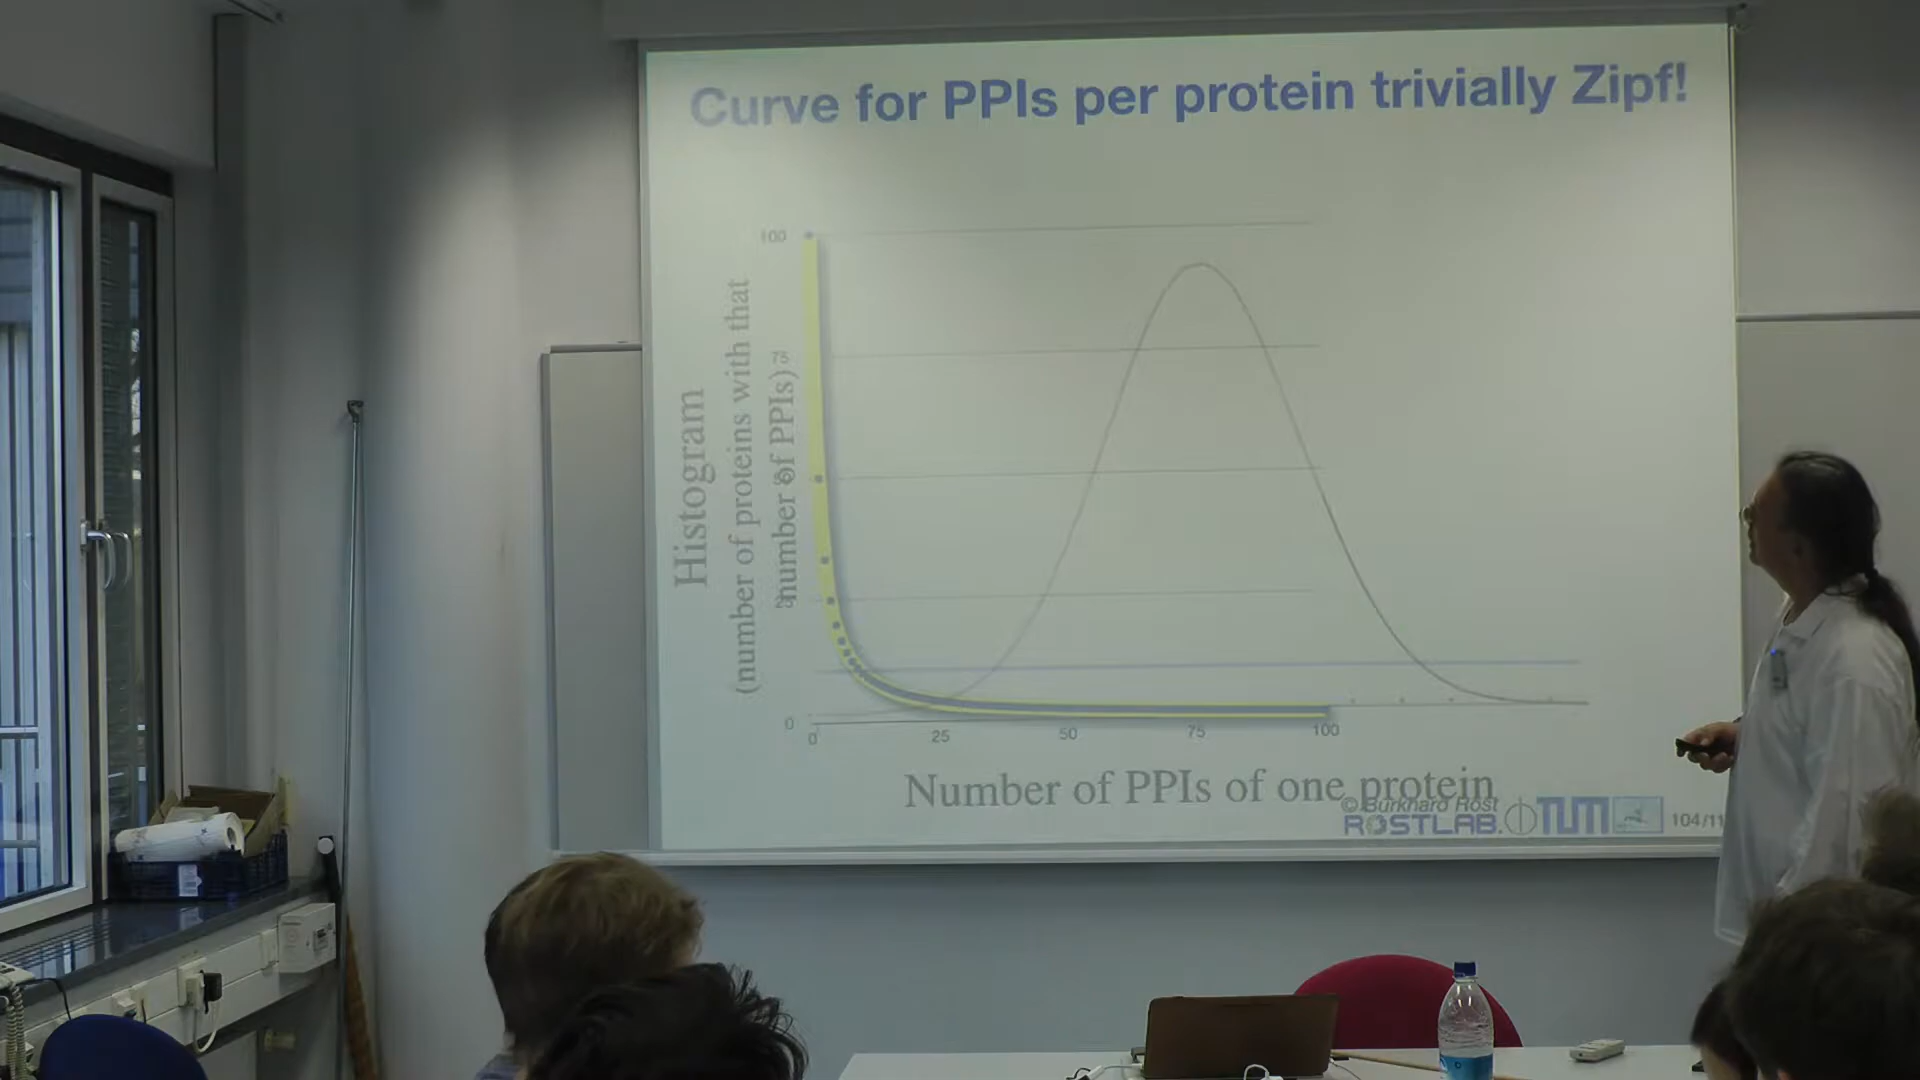 Curve for PPIs per protein trivially Zipf!
Histogram
(number of proteins with that
number of PPIs)
100
75
0
0
25
50
75
100
Number of PPIs of one protein
© Burkhard Rost
ROSTLAB.
TUM
104/11